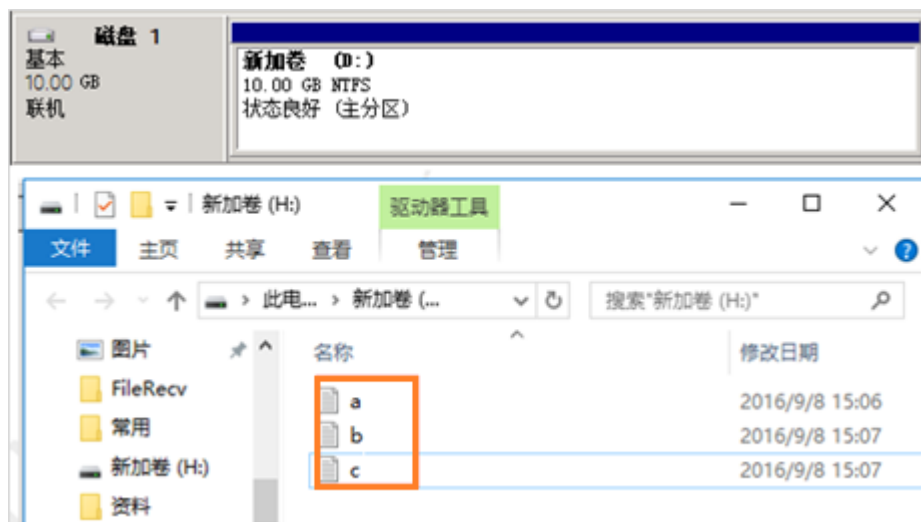 磁盘 1
基本
10.00 GB
联机
新加卷 (D:)
10.00 GB NTFS
状态良好 (主分区)
新加卷 (H:)
驱动器工具
文件 主页 共享 查看 管理
此电... › 新加卷 (...
搜索"新加卷 (H:)"
图片
FileRecv
常用
新加卷 (H:)
资料
名称 修改日期
a 2016/9/8 15:06
b 2016/9/8 15:07
c 2016/9/8 15:07